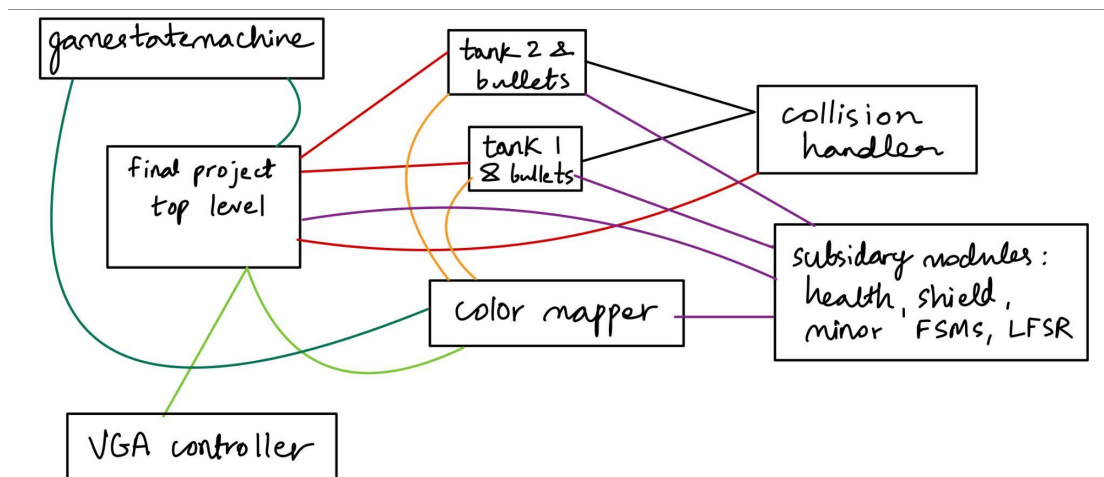 gamestatemachine
tank 2 &
bullets
collision
handler
tank 1
& bullets
final project
top level
subsidary modules:
health, shield,
minor FSMs, LFSR
color mapper
VGA controller